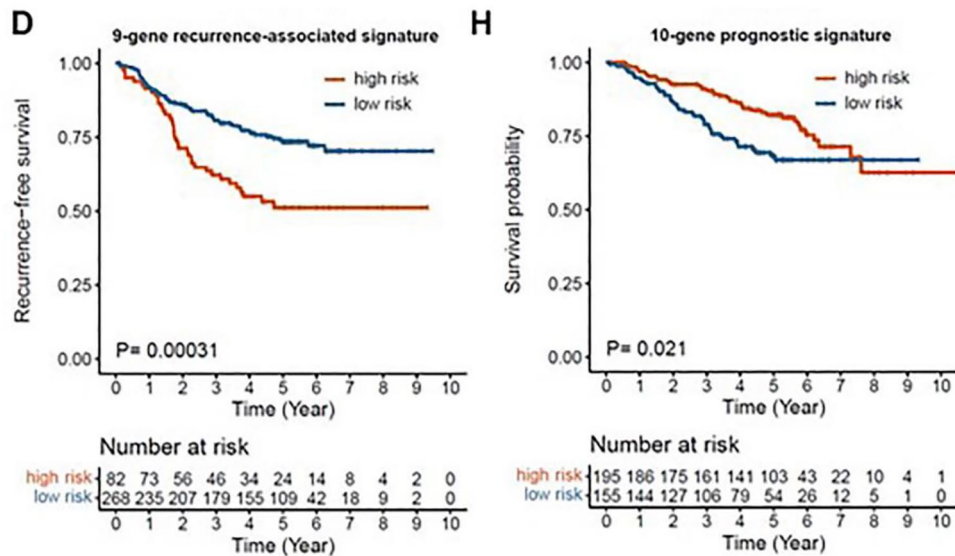 D
9-gene recurrence-associated signature
Recurrence-free survival
1.00
0.75
0.50
0.25
0.00
high risk
low risk
P= 0.00031
0 1 2 3 4 5 6 7 8 9 10
Time (Year)
Number at risk
high risk 82 73 56 46 34 24 14 8 4 2 0
low risk 268 235 207 179 155 109 42 18 9 2 0
0 1 2 3 4 5 6 7 8 9 10
Time (Year)
H
10-gene prognostic signature
Survival probability
1.00
0.75
0.50
0.25
0.00
high risk
low risk
P= 0.021
0 1 2 3 4 5 6 7 8 9 10
Time (Year)
Number at risk
high risk 195 186 175 161 141 103 43 22 10 4 1
low risk 155 144 127 106 79 54 26 12 5 1 0
0 1 2 3 4 5 6 7 8 9 10
Time (Year)